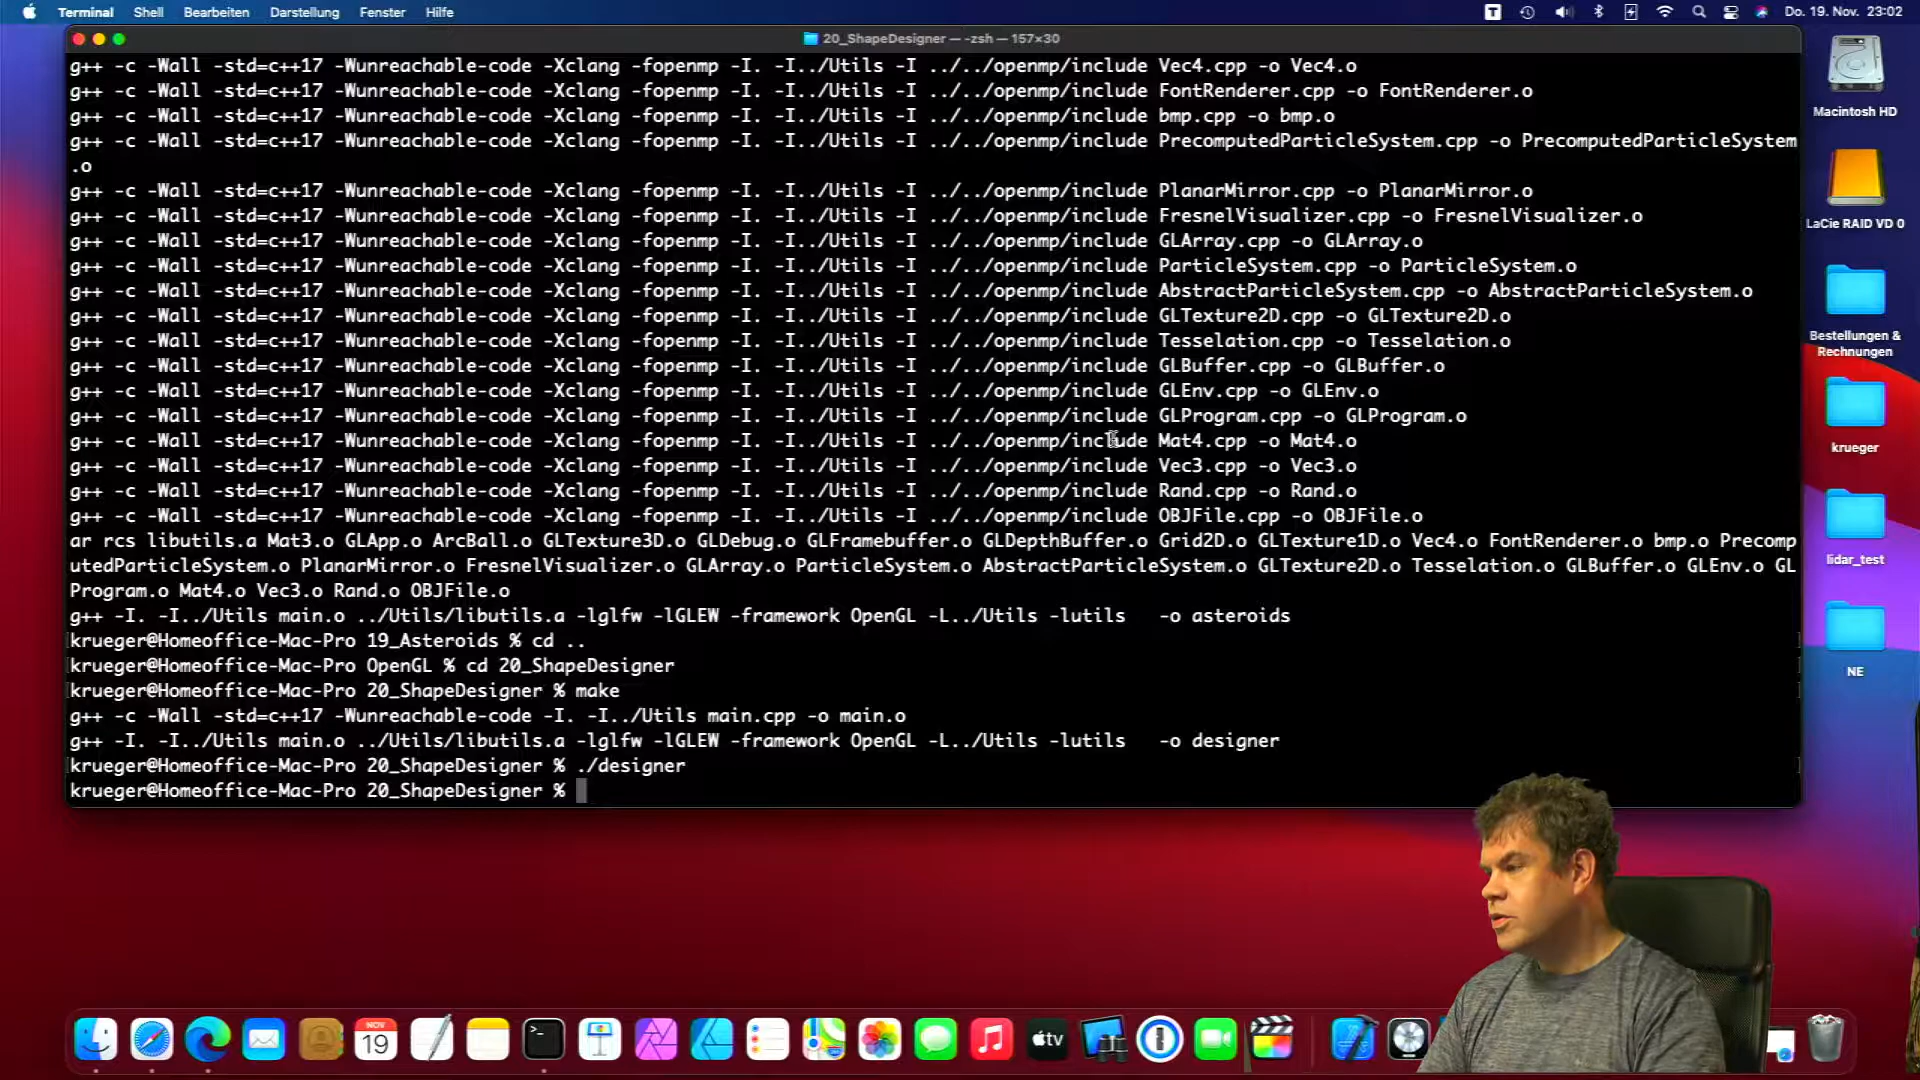 Terminal Shell Bearbeiten Darstellung Fenster Hilfe
Do. 19. Nov. 23:02
20_ShapeDesigner — -zsh — 157×30
g++ -c -Wall -std=c++17 -Wunreachable-code -Xclang -fopenmp -I. -I../Utils -I ../../openmp/include Vec4.cpp -o Vec4.o
g++ -c -Wall -std=c++17 -Wunreachable-code -Xclang -fopenmp -I. -I../Utils -I ../../openmp/include FontRenderer.cpp -o FontRenderer.o
g++ -c -Wall -std=c++17 -Wunreachable-code -Xclang -fopenmp -I. -I../Utils -I ../../openmp/include bmp.cpp -o bmp.o
g++ -c -Wall -std=c++17 -Wunreachable-code -Xclang -fopenmp -I. -I../Utils -I ../../openmp/include PrecomputedParticleSystem.cpp -o PrecomputedParticleSystem
.o
g++ -c -Wall -std=c++17 -Wunreachable-code -Xclang -fopenmp -I. -I../Utils -I ../../openmp/include PlanarMirror.cpp -o PlanarMirror.o
g++ -c -Wall -std=c++17 -Wunreachable-code -Xclang -fopenmp -I. -I../Utils -I ../../openmp/include FresnelVisualizer.cpp -o FresnelVisualizer.o
g++ -c -Wall -std=c++17 -Wunreachable-code -Xclang -fopenmp -I. -I../Utils -I ../../openmp/include GLArray.cpp -o GLArray.o
g++ -c -Wall -std=c++17 -Wunreachable-code -Xclang -fopenmp -I. -I../Utils -I ../../openmp/include ParticleSystem.cpp -o ParticleSystem.o
g++ -c -Wall -std=c++17 -Wunreachable-code -Xclang -fopenmp -I. -I../Utils -I ../../openmp/include AbstractParticleSystem.cpp -o AbstractParticleSystem.o
g++ -c -Wall -std=c++17 -Wunreachable-code -Xclang -fopenmp -I. -I../Utils -I ../../openmp/include GLTexture2D.cpp -o GLTexture2D.o
g++ -c -Wall -std=c++17 -Wunreachable-code -Xclang -fopenmp -I. -I../Utils -I ../../openmp/include Tesselation.cpp -o Tesselation.o
g++ -c -Wall -std=c++17 -Wunreachable-code -Xclang -fopenmp -I. -I../Utils -I ../../openmp/include GLBuffer.cpp -o GLBuffer.o
g++ -c -Wall -std=c++17 -Wunreachable-code -Xclang -fopenmp -I. -I../Utils -I ../../openmp/include GLEnv.cpp -o GLEnv.o
g++ -c -Wall -std=c++17 -Wunreachable-code -Xclang -fopenmp -I. -I../Utils -I ../../openmp/include GLProgram.cpp -o GLProgram.o
g++ -c -Wall -std=c++17 -Wunreachable-code -Xclang -fopenmp -I. -I../Utils -I ../../openmp/include Mat4.cpp -o Mat4.o
g++ -c -Wall -std=c++17 -Wunreachable-code -Xclang -fopenmp -I. -I../Utils -I ../../openmp/include Vec3.cpp -o Vec3.o
g++ -c -Wall -std=c++17 -Wunreachable-code -Xclang -fopenmp -I. -I../Utils -I ../../openmp/include Rand.cpp -o Rand.o
g++ -c -Wall -std=c++17 -Wunreachable-code -Xclang -fopenmp -I. -I../Utils -I ../../openmp/include OBJFile.cpp -o OBJFile.o
ar rcs libutils.a Mat3.o GLApp.o ArcBall.o GLTexture3D.o GLDebug.o GLFramebuffer.o GLDepthBuffer.o Grid2D.o GLTexture1D.o Vec4.o FontRenderer.o bmp.o Precomp
utedParticleSystem.o PlanarMirror.o FresnelVisualizer.o GLArray.o ParticleSystem.o AbstractParticleSystem.o GLTexture2D.o Tesselation.o GLBuffer.o GLEnv.o GL
Program.o Mat4.o Vec3.o Rand.o OBJFile.o
g++ -I. -I../Utils main.o ../Utils/libutils.a -lglfw -lGLEW -framework OpenGL -L../Utils -lutils   -o asteroids
krueger@Homeoffice-Mac-Pro 19_Asteroids % cd ..
krueger@Homeoffice-Mac-Pro OpenGL % cd 20_ShapeDesigner
krueger@Homeoffice-Mac-Pro 20_ShapeDesigner % make
g++ -c -Wall -std=c++17 -Wunreachable-code -I. -I../Utils main.cpp -o main.o
g++ -I. -I../Utils main.o ../Utils/libutils.a -lglfw -lGLEW -framework OpenGL -L../Utils -lutils   -o designer
krueger@Homeoffice-Mac-Pro 20_ShapeDesigner % ./designer
krueger@Homeoffice-Mac-Pro 20_ShapeDesigner %
Macintosh HD
LaCie RAID VD 0
Bestellungen &
Rechnungen
krueger
lidar_test
NE
NOV
19
tv